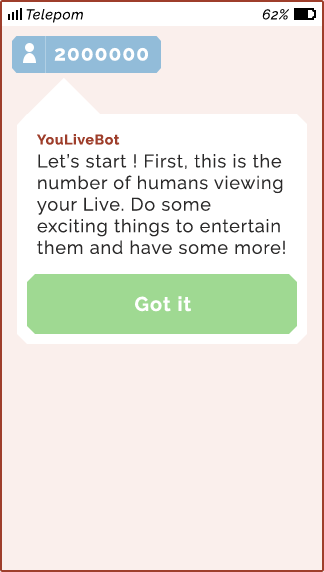 Telepom 62%
2000000
YouLiveBot
Let's start ! First, this is the
number of humans viewing
your Live. Do some
exciting things to entertain
them and have some more!
Got it